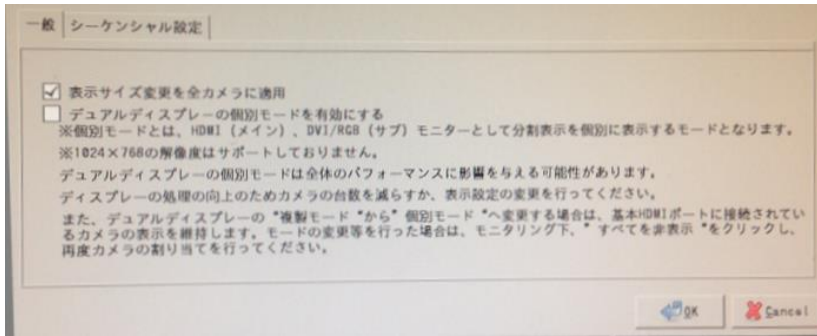 一般 シーケンシャル設定
表示サイズ変更を全カメラに適用
デュアルディスプレーの個別モードを有効にする
※個別モードとは、HDMI（メイン）、DVI/RGB（サブ）モニターとして分割表示を個別に表示するモードとなります。
※1024×768の解像度はサポートしておりません。
デュアルディスプレーの個別モードは全体のパフォーマンスに影響を与える可能性があります。
ディスプレーの処理の向上のためカメラの台数を減らすか、表示設定の変更を行ってください。
また、デュアルディスプレーの "複製モード "から" 個別モード "へ変更する場合は、基本HDMIポートに接続されてい
るカメラの表示を維持します。モードの変更等を行った場合は、モニタリング下、" すべてを非表示 "をクリックし、
再度カメラの割り当てを行ってください。
OK Cancel